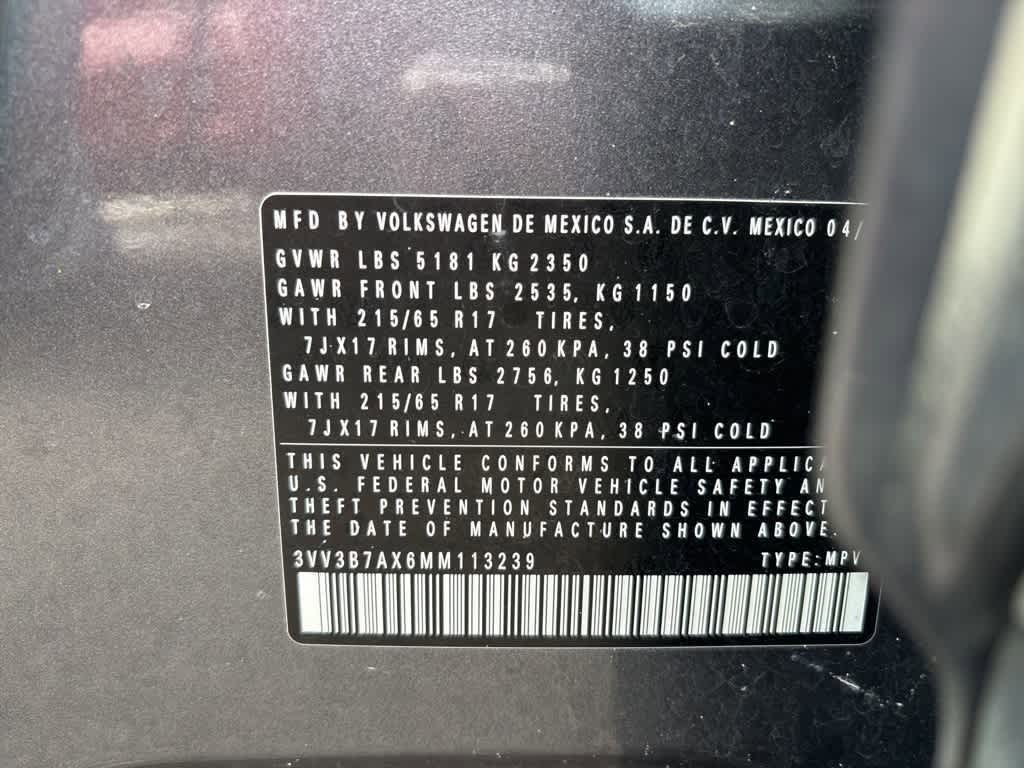 MFD BY VOLKSWAGEN DE MEXICO S.A. DE C.V. MEXICO 04/
GVWR LBS 5181 KG 2350
GAWR FRONT LBS 2535, KG 1150
WITH 215/65 R17 TIRES,
7JX17 RIMS, AT 260 KPA, 38 PSI COLD
GAWR REAR LBS 2756, KG 1250
WITH 215/65 R17 TIRES,
7JX17 RIMS, AT 260 KPA, 38 PSI COLD
THIS VEHICLE CONFORMS TO ALL
U.S. FEDERAL MOTOR VEHICLE SAFETY
THEFT PREVENTION STANDARDS IN EFFECT
THE DATE OF MANUFACTURE SHOWN ABOVE.
3VV3B7AX6MM113239 TYPE: MPV